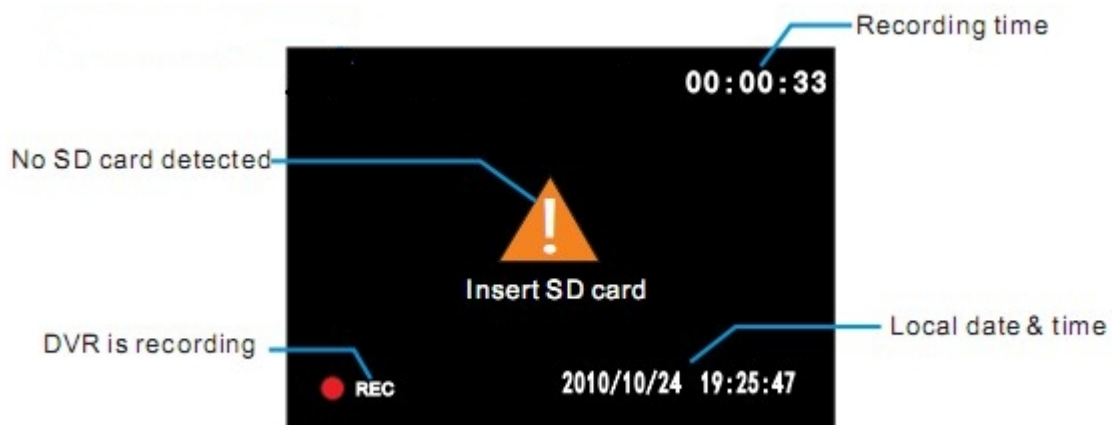 Recording time
00:00:33
No SD card detected
!
Insert SD card
Local date & time
DVR is recording
REC
2010/10/24 19:25:47